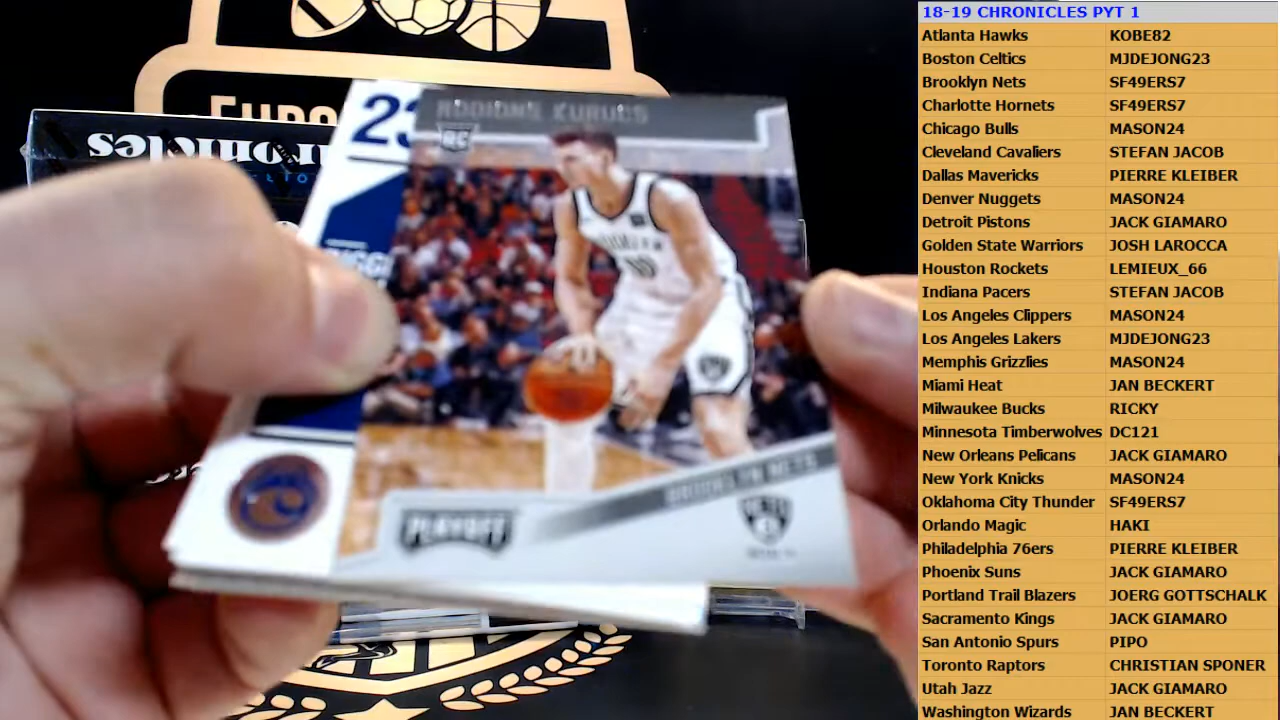 23
RODIONS KURUCS
RC
PLAYOFF
BROOKLYN NETS
18-19 CHRONICLES PYT 1
Atlanta Hawks KOBE82
Boston Celtics MJDEJONG23
Brooklyn Nets SF49ERS7
Charlotte Hornets SF49ERS7
Chicago Bulls MASON24
Cleveland Cavaliers STEFAN JACOB
Dallas Mavericks PIERRE KLEIBER
Denver Nuggets MASON24
Detroit Pistons JACK GIAMARO
Golden State Warriors JOSH LAROCCA
Houston Rockets LEMIEUX_66
Indiana Pacers STEFAN JACOB
Los Angeles Clippers MASON24
Los Angeles Lakers MJDEJONG23
Memphis Grizzlies MASON24
Miami Heat JAN BECKERT
Milwaukee Bucks RICKY
Minnesota Timberwolves DC121
New Orleans Pelicans JACK GIAMARO
New York Knicks MASON24
Oklahoma City Thunder SF49ERS7
Orlando Magic HAKI
Philadelphia 76ers PIERRE KLEIBER
Phoenix Suns JACK GIAMARO
Portland Trail Blazers JOERG GOTTSCHALK
Sacramento Kings JACK GIAMARO
San Antonio Spurs PIPO
Toronto Raptors CHRISTIAN SPONER
Utah Jazz JACK GIAMARO
Washington Wizards JAN BECKERT